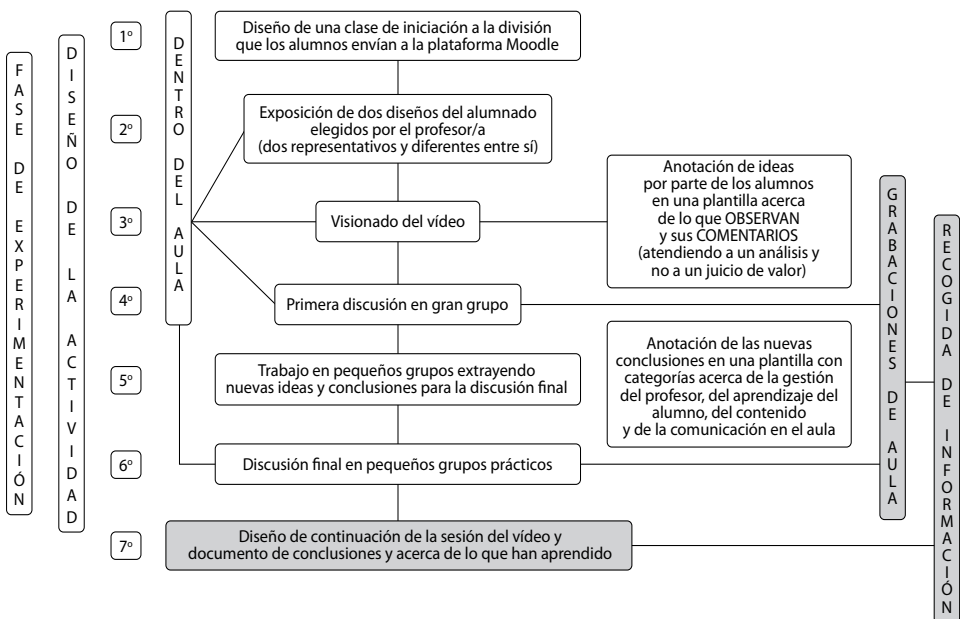 FASE DE EXPERIMENTACIÓN
DISEÑO DE LA ACTIVIDAD
DENTRO DEL AULA
1º
Diseño de una clase de iniciación a la división
que los alumnos envían a la plataforma Moodle
2º
Exposición de dos diseños del alumnado
elegidos por el profesor/a
(dos representativos y diferentes entre sí)
3º
Visionado del vídeo
Anotación de ideas
por parte de los alumnos
en una plantilla acerca
de lo que OBSERVAN
y sus COMENTARIOS
(atendiendo a un análisis y
no a un juicio de valor)
4º
Primera discusión en gran grupo
5º
Trabajo en pequeños grupos extrayendo
nuevas ideas y conclusiones para la discusión final
Anotación de las nuevas
conclusiones en una plantilla con
categorías acerca de la gestión
del profesor, del aprendizaje del
alumno, del contenido
y de la comunicación en el aula
6º
Discusión final en pequeños grupos prácticos
7º
Diseño de continuación de la sesión del vídeo y
documento de conclusiones y acerca de lo que han aprendido
GRABACIONES DE AULA
RECOGIDA DE INFORMACIÓN